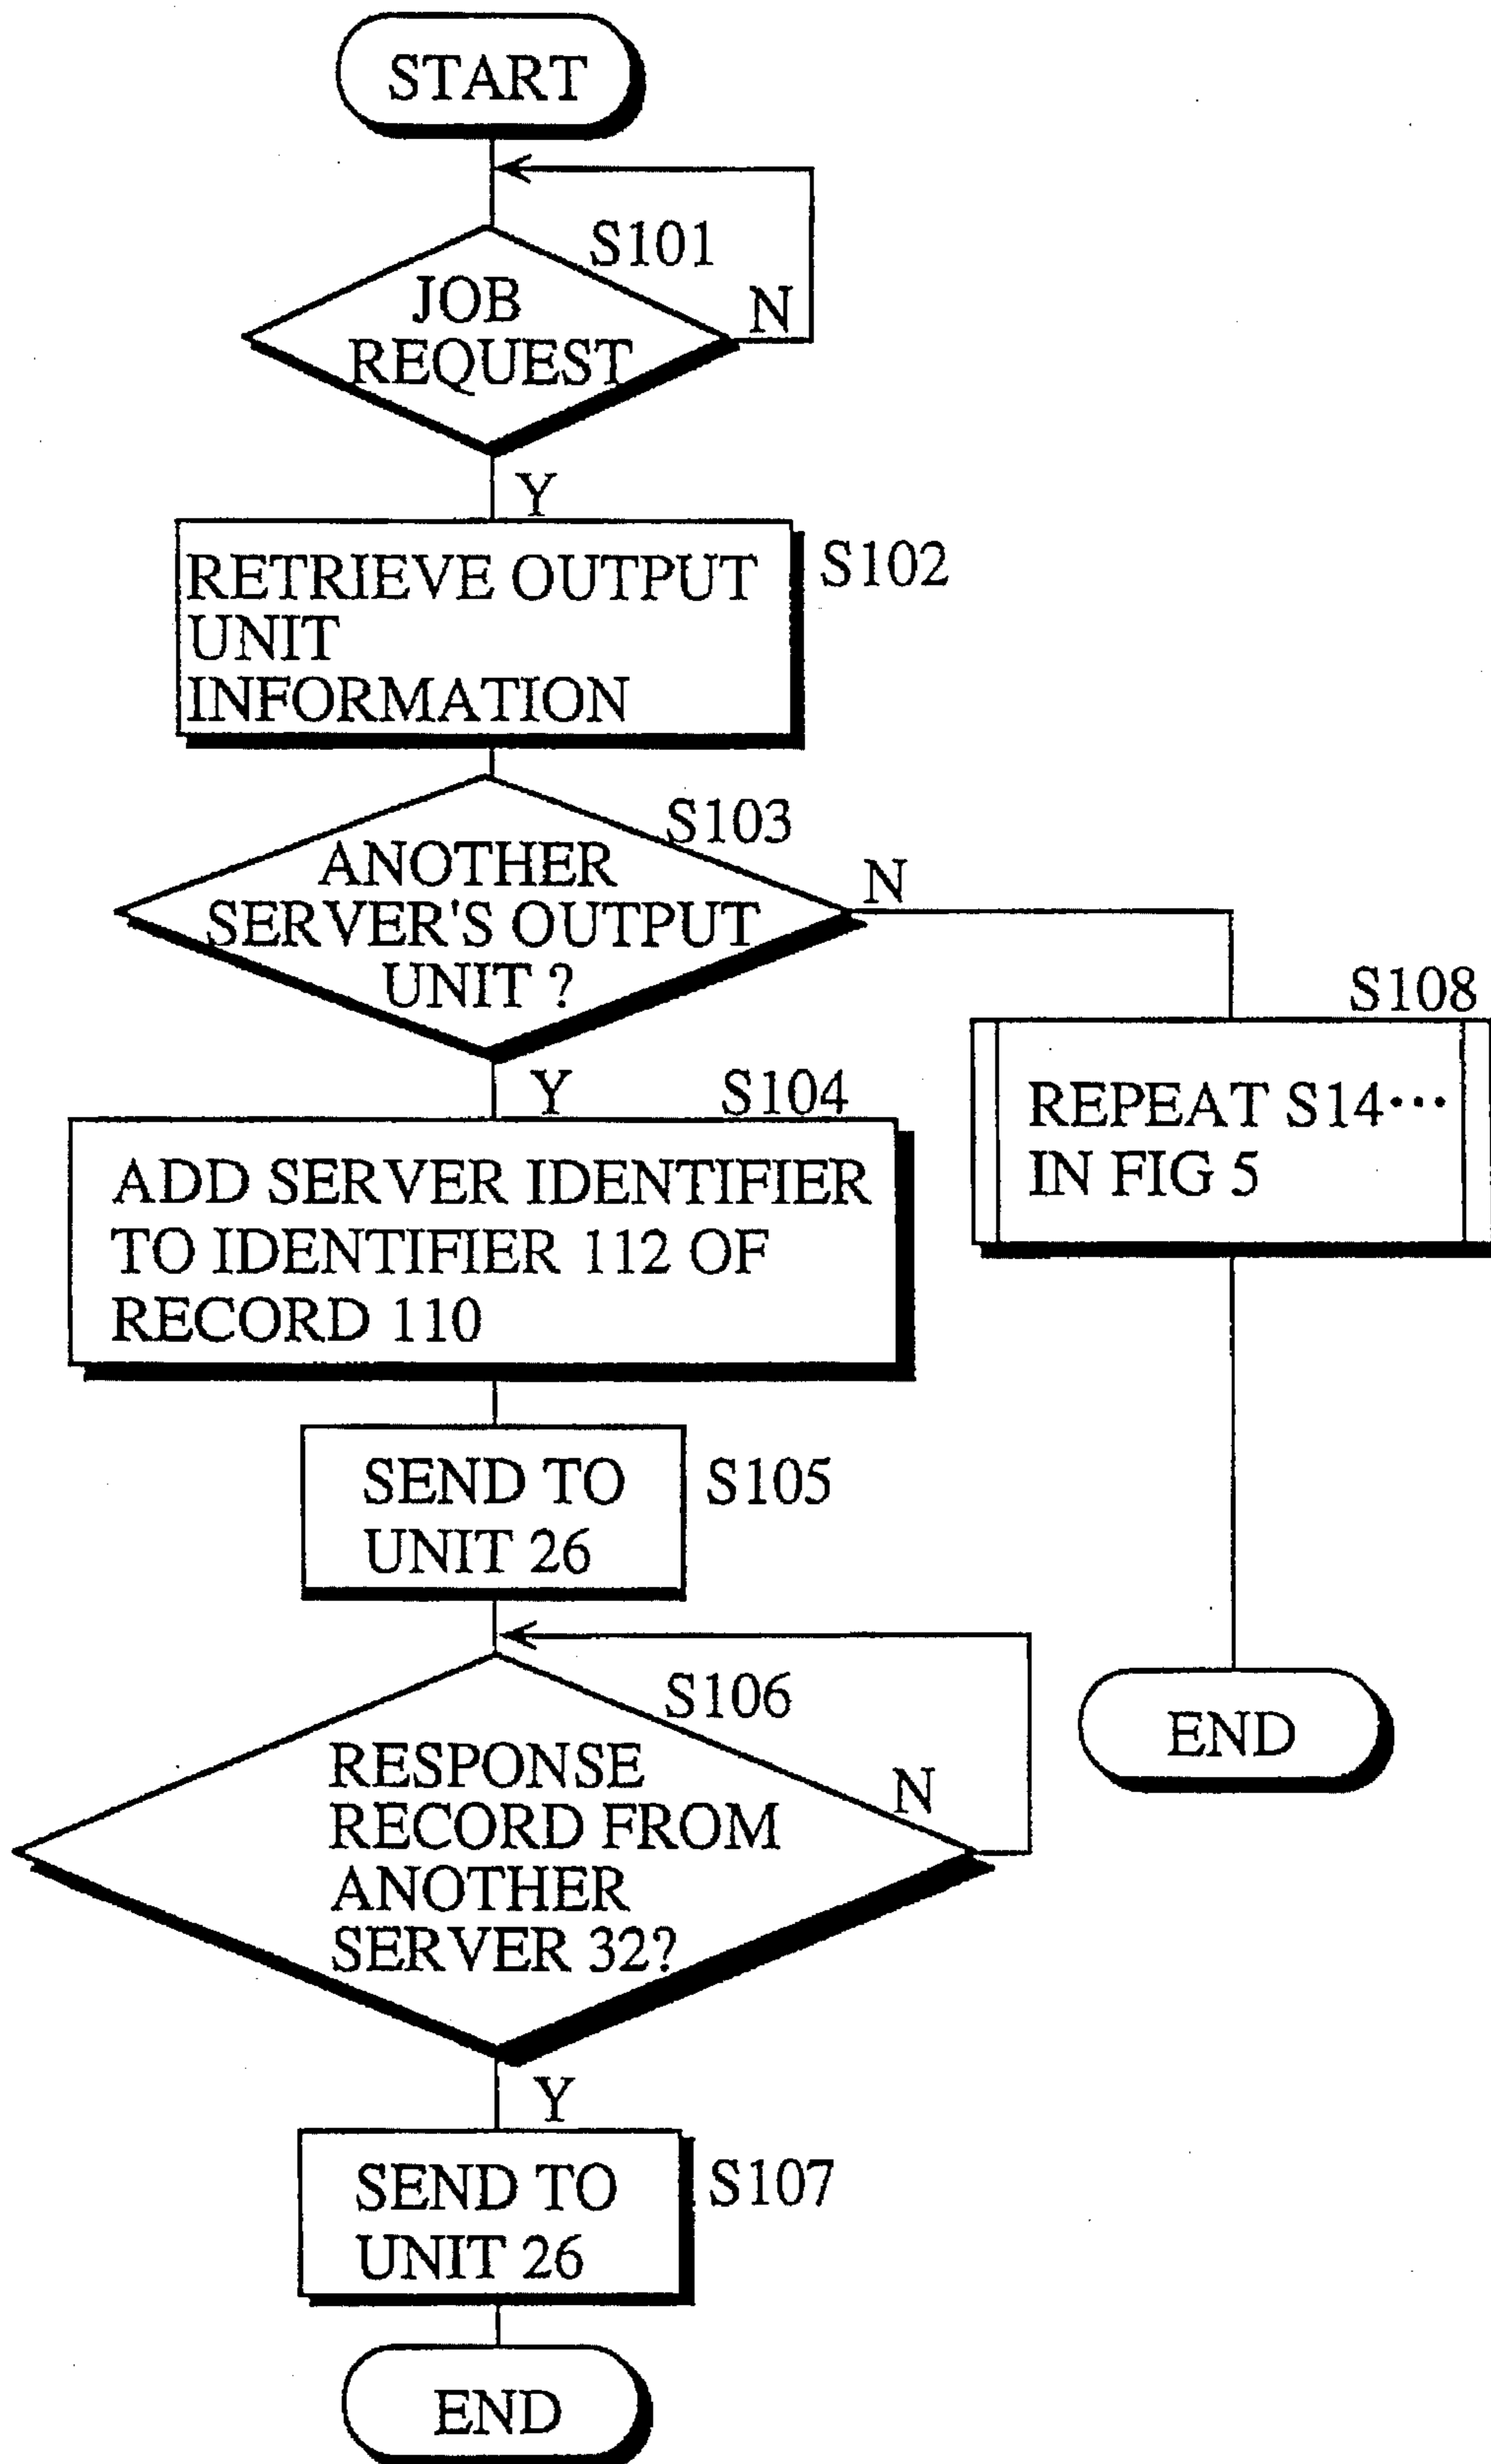 START
S101
JOB
REQUEST
N
Y
RETRIEVE OUTPUT
UNIT
INFORMATION
S102
S103
ANOTHER
SERVER'S OUTPUT
UNIT ?
N
Y
S108
REPEAT S14···
IN FIG 5
END
S104
ADD SERVER IDENTIFIER
TO IDENTIFIER 112 OF
RECORD 110
SEND TO
UNIT 26
S105
S106
RESPONSE
RECORD FROM
ANOTHER
SERVER 32?
N
Y
SEND TO
UNIT 26
S107
END